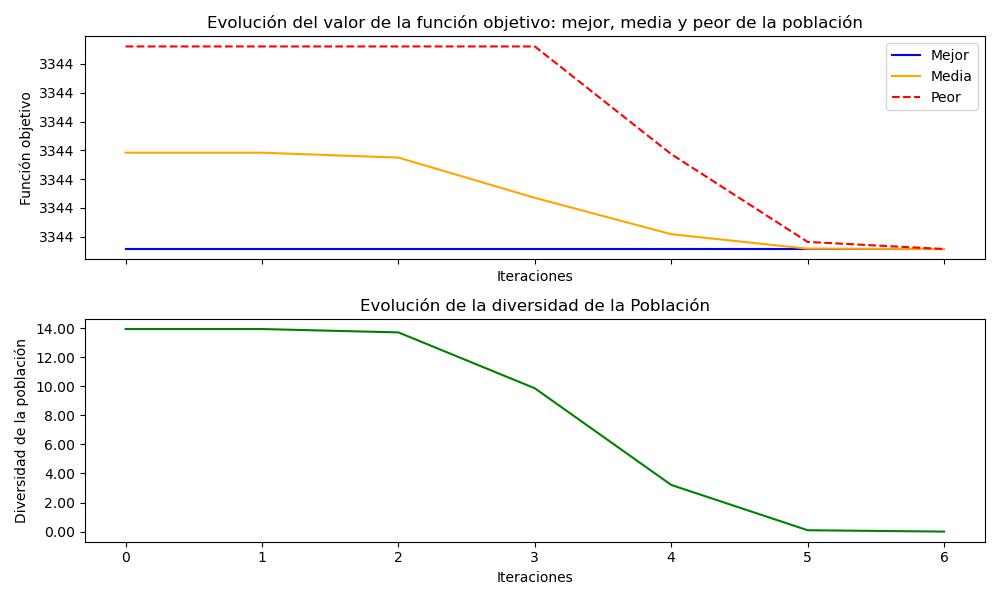 Evolución del valor de la función objetivo: mejor, media y peor de la población
Función objetivo
3344
3344
3344
3344
3344
3344
3344
Mejor
Media
Peor
Iteraciones
Evolución de la diversidad de la Población
Diversidad de la población
14.00
12.00
10.00
8.00
6.00
4.00
2.00
0.00
0 1 2 3 4 5 6
Iteraciones